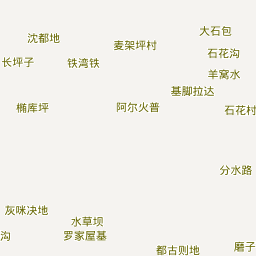 大石包
沈都地
麦架坪村
石花沟
长坪子
铁湾铁
羊窝水
基脚拉达
椭库坪
阿尔火普
石花村
分水路
灰咪决地
水草坝
沟
罗家屋基
都古则地
磨子